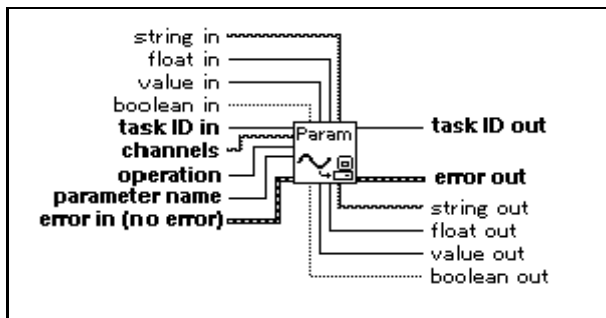 string in
float in
value in
boolean in
task ID in
channels
operation
parameter name
error in (no error)
Param
task ID out
error out
string out
float out
value out
boolean out